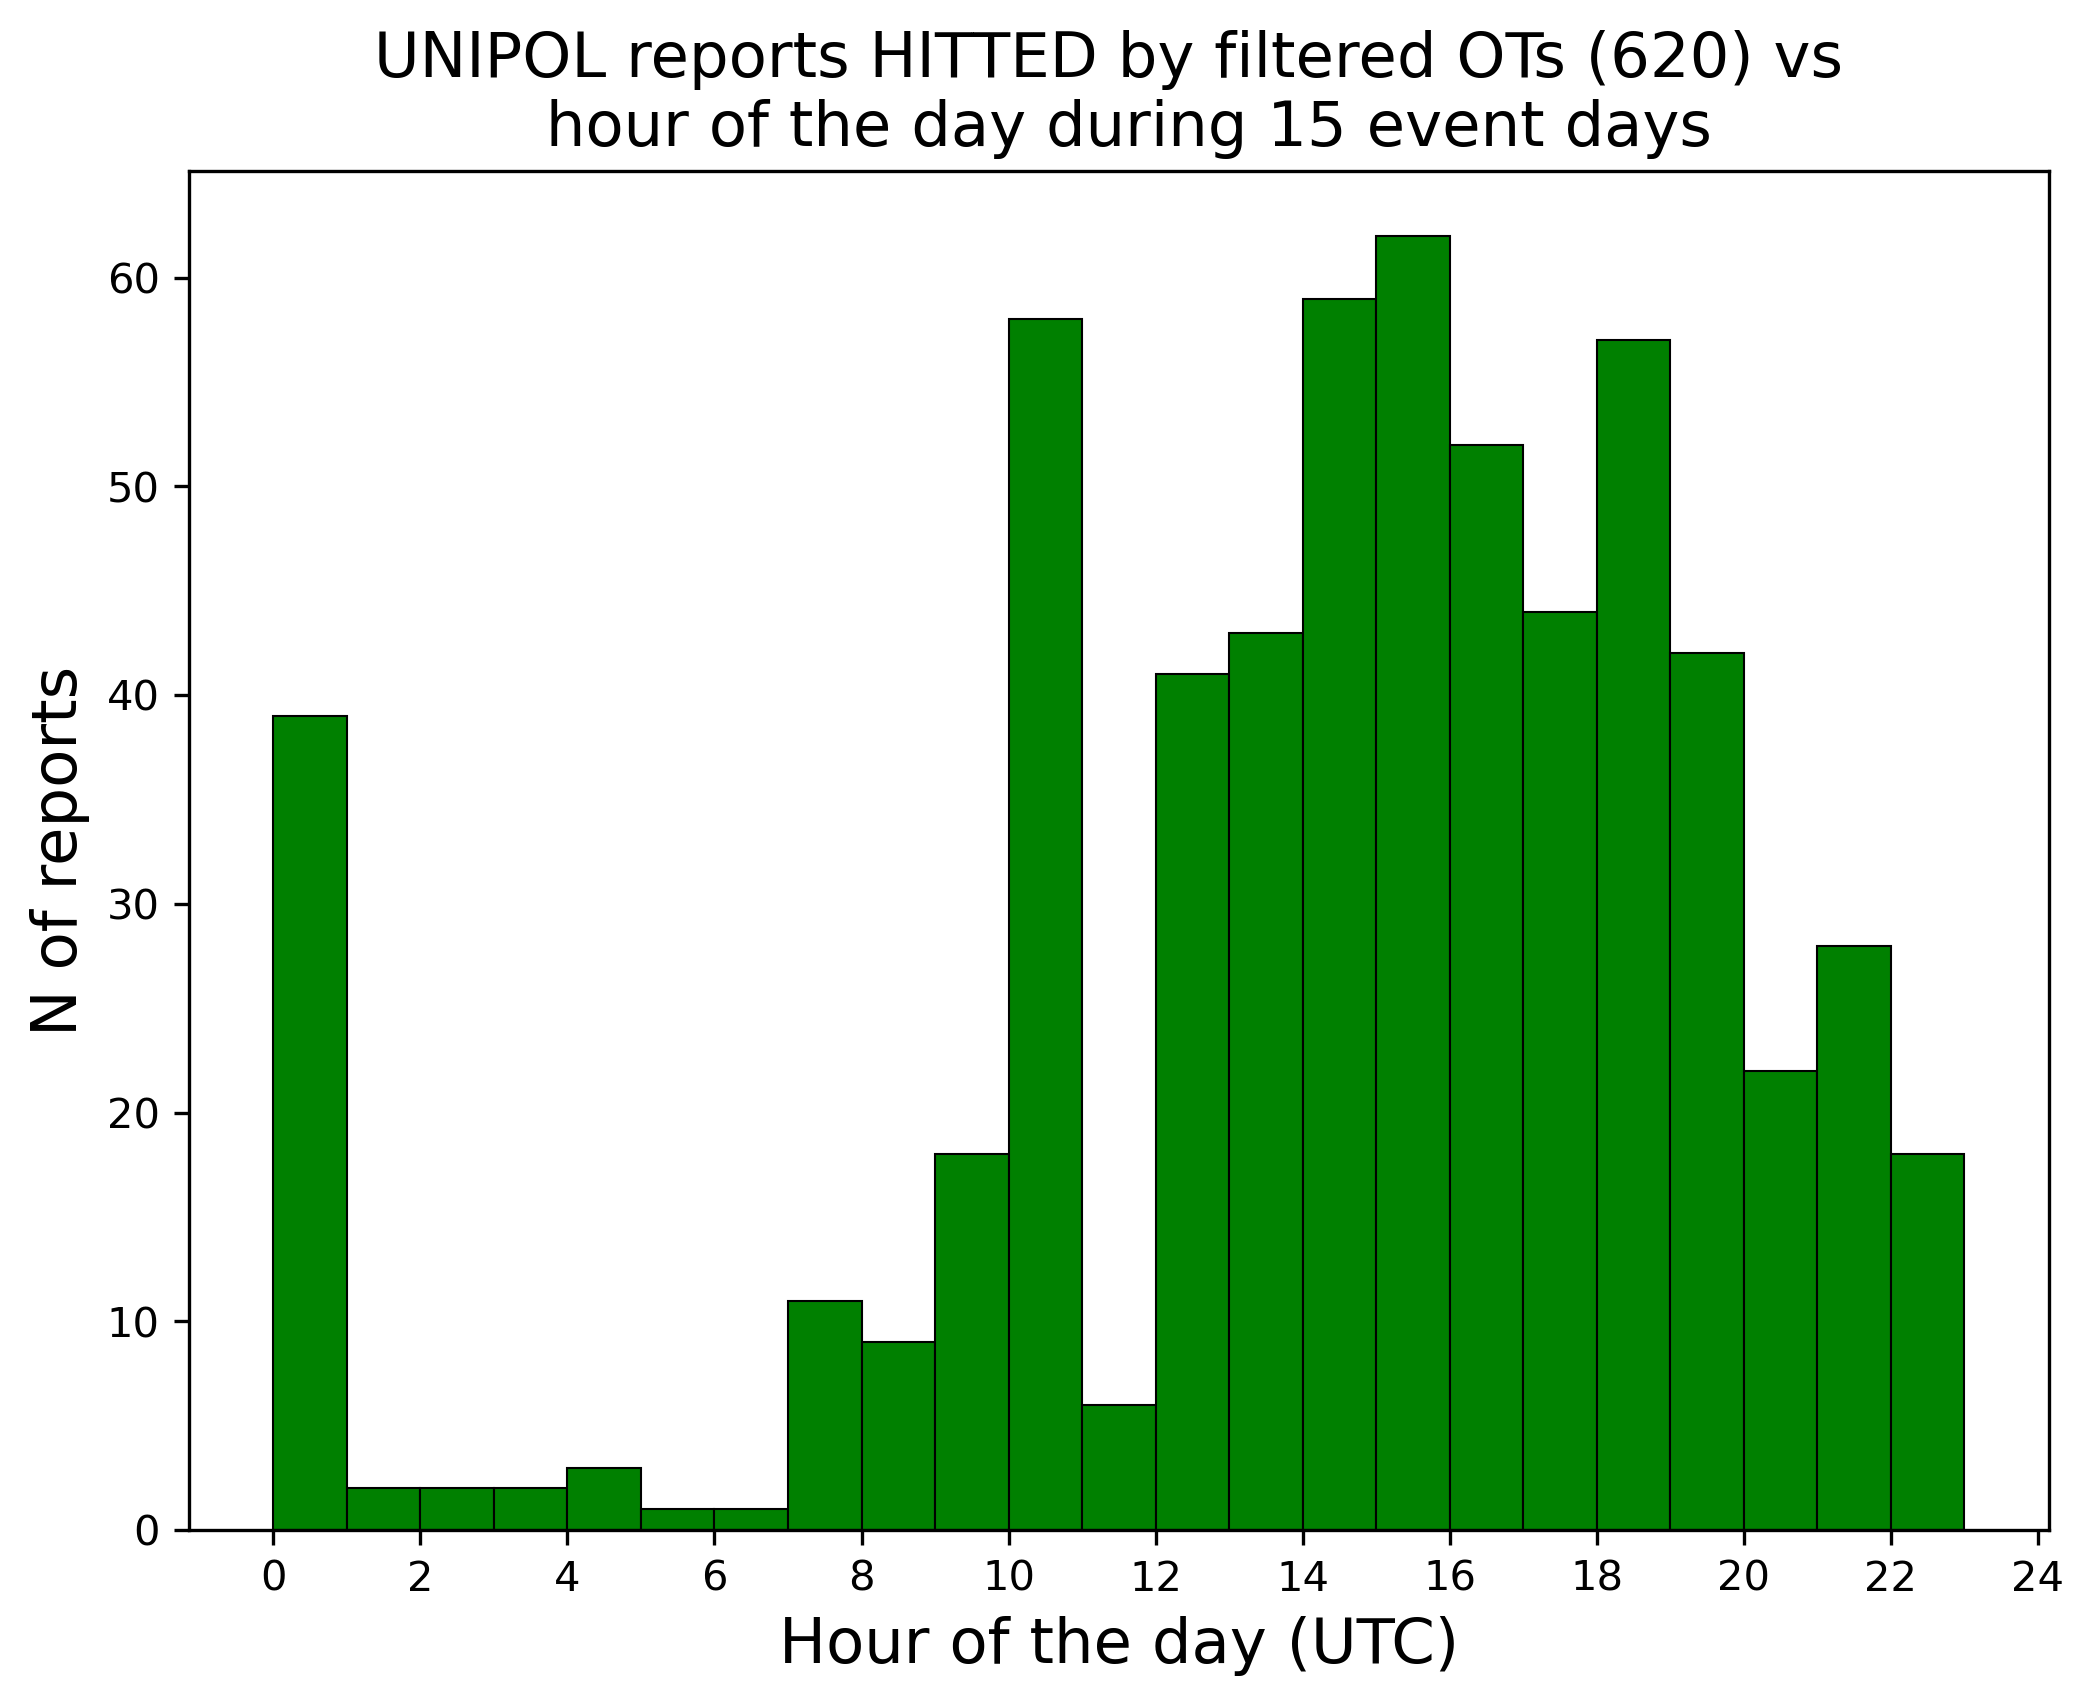 UNIPOL reports HITTED by filtered OTs (620) vs
hour of the day during 15 event days
N of reports
60
50
40
30
20
10
0
0 2 4 6 8 10 12 14 16 18 20 22 24
Hour of the day (UTC)